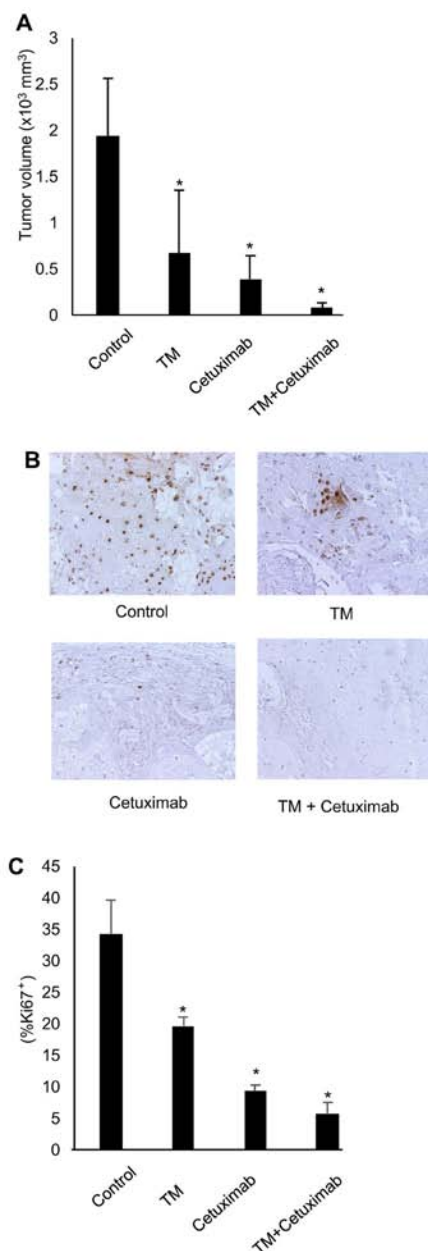 A
Tumor volume (x10³ mm³)
3
2.5
2
1.5
1
0.5
0
*
*
*
Control
TM
Cetuximab
TM+Cetuximab
B
Control
TM
Cetuximab
TM + Cetuximab
C
(%Ki67⁺)
45
40
35
30
25
20
15
10
5
0
*
*
*
Control
TM
Cetuximab
TM+Cetuximab